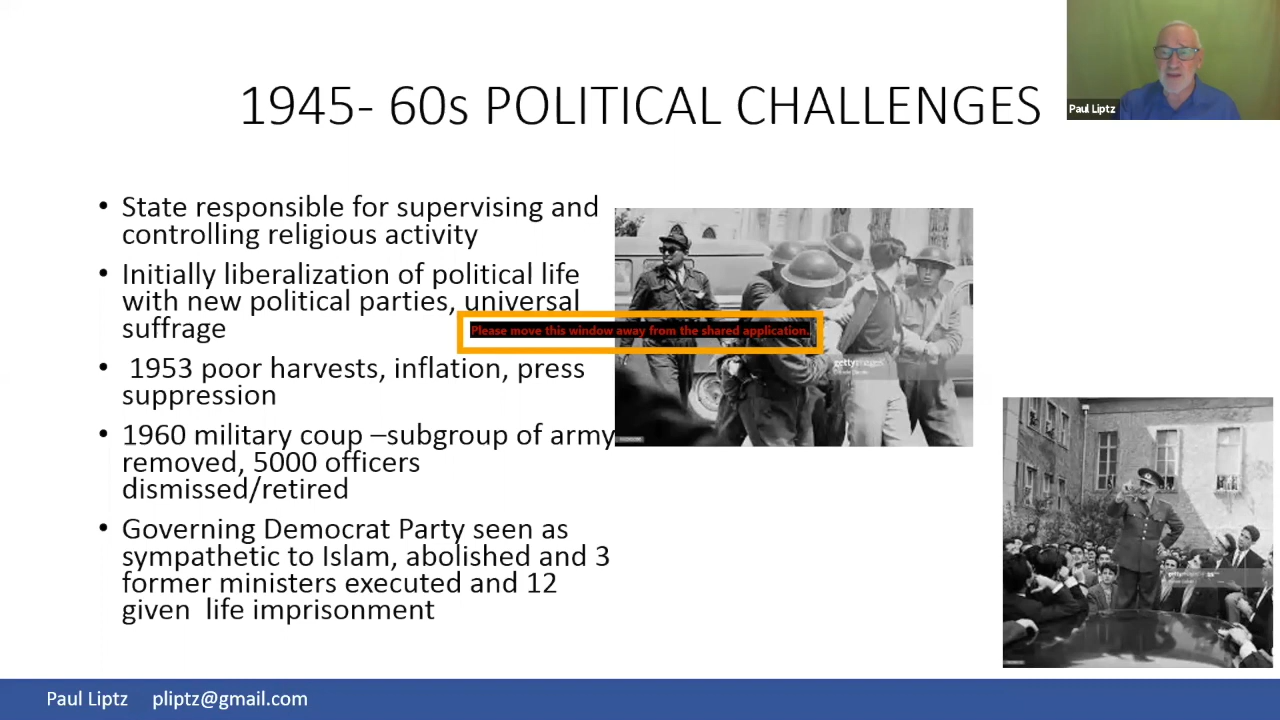 1945- 60s POLITICAL CHALLENGES
Paul Liptz
• State responsible for supervising and
controlling religious activity
• Initially liberalization of political life
with new political parties, universal
suffrage
Please move this window away from the shared application.
• 1953 poor harvests, inflation, press
suppression
• 1960 military coup –subgroup of army
removed, 5000 officers
dismissed/retired
• Governing Democrat Party seen as
sympathetic to Islam, abolished and 3
former ministers executed and 12
given life imprisonment
gettyimages
Paul Liptz pliptz@gmail.com